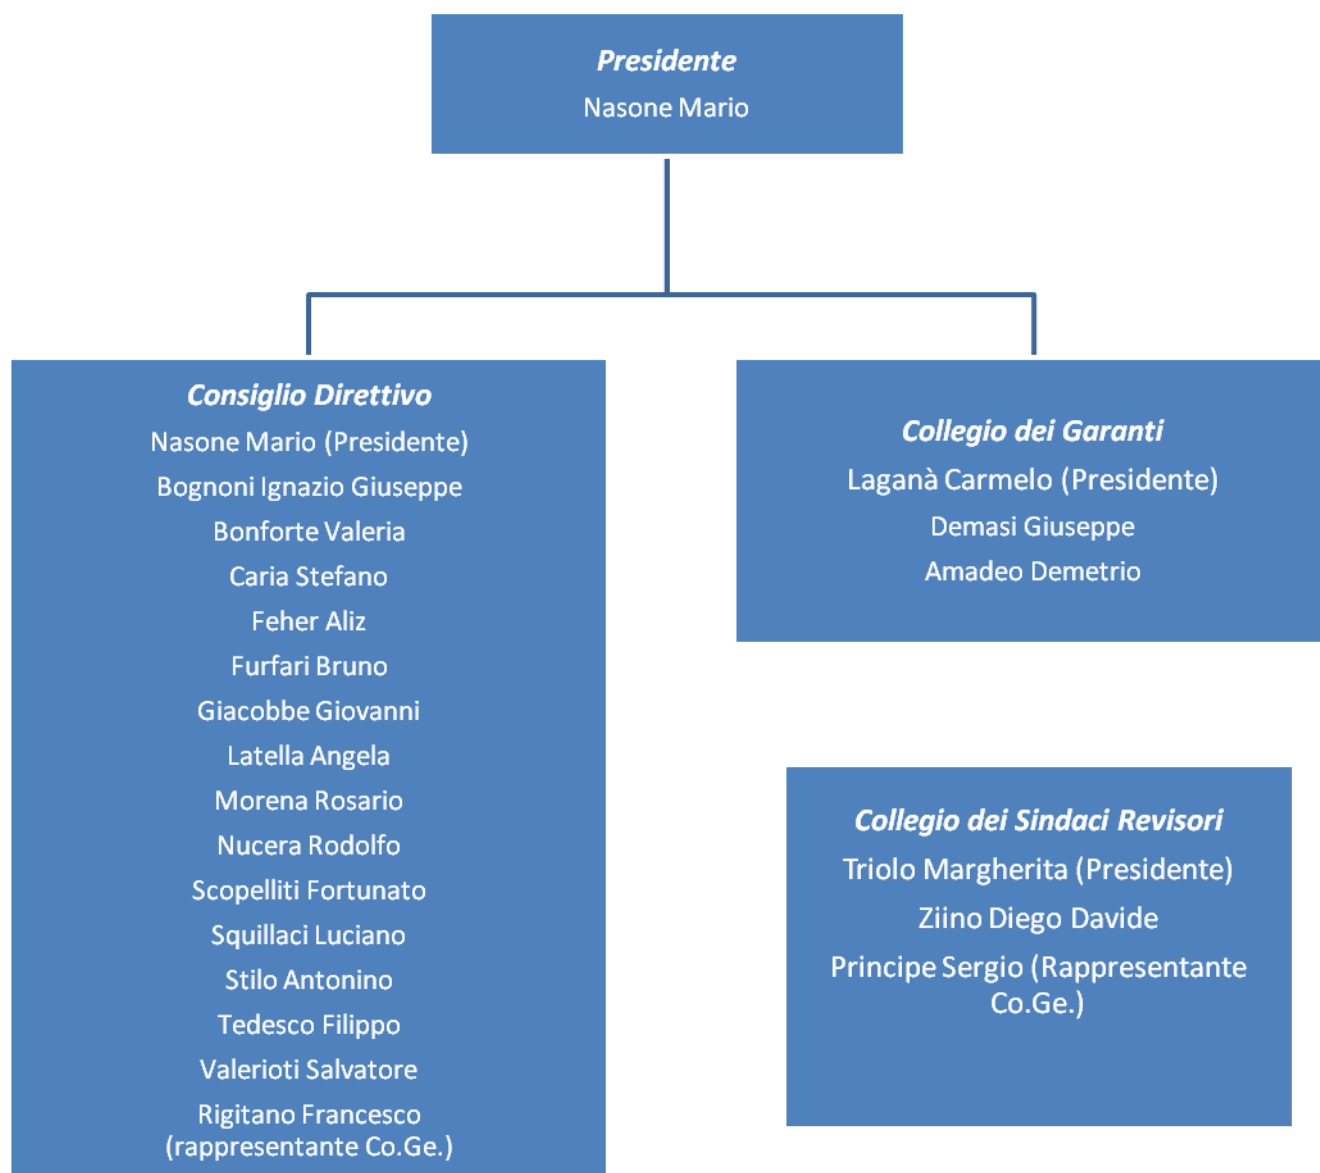 Presidente
Nasone Mario
Consiglio Direttivo
Nasone Mario (Presidente)
Bognoni Ignazio Giuseppe
Bonforte Valeria
Caria Stefano
Feher Aliz
Furfari Bruno
Giacobbe Giovanni
Latella Angela
Morena Rosario
Nucera Rodolfo
Scopelliti Fortunato
Squillaci Luciano
Stilo Antonino
Tedesco Filippo
Valerioti Salvatore
Rigitano Francesco
(rappresentante Co.Ge.)
Collegio dei Garanti
Laganà Carmelo (Presidente)
Demasi Giuseppe
Amadeo Demetrio
Collegio dei Sindaci Revisori
Triolo Margherita (Presidente)
Ziino Diego Davide
Principe Sergio (Rappresentante
Co.Ge.)